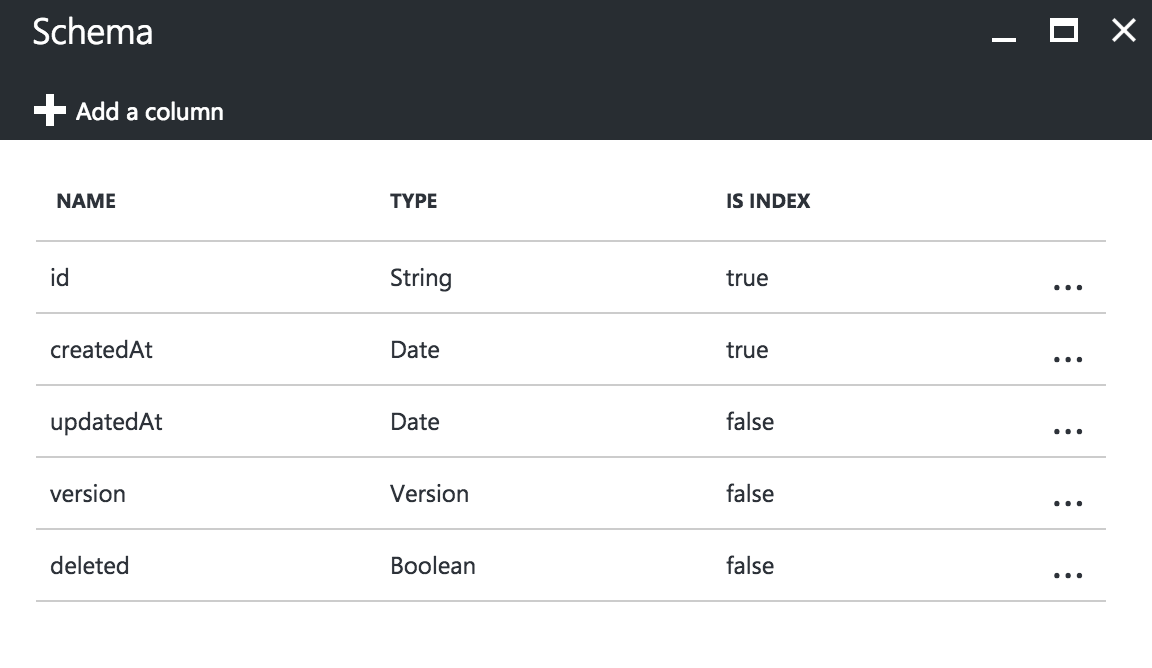 Schema
Add a column
NAME TYPE IS INDEX
id String true ...
createdAt Date true ...
updatedAt Date false ...
version Version false ...
deleted Boolean false ...